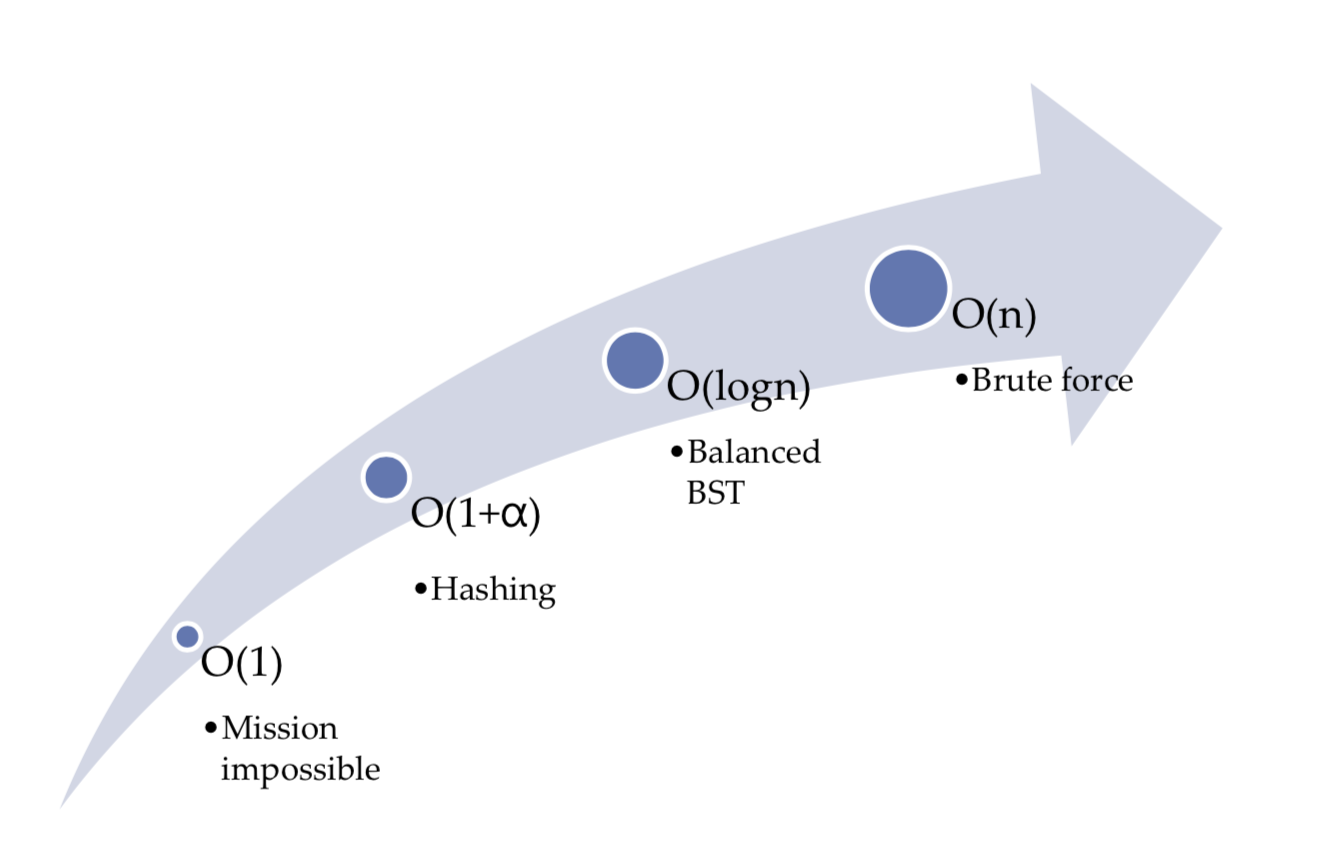 O(1)
•Mission
impossible
O(1+α)
•Hashing
O(logn)
•Balanced
BST
O(n)
•Brute force